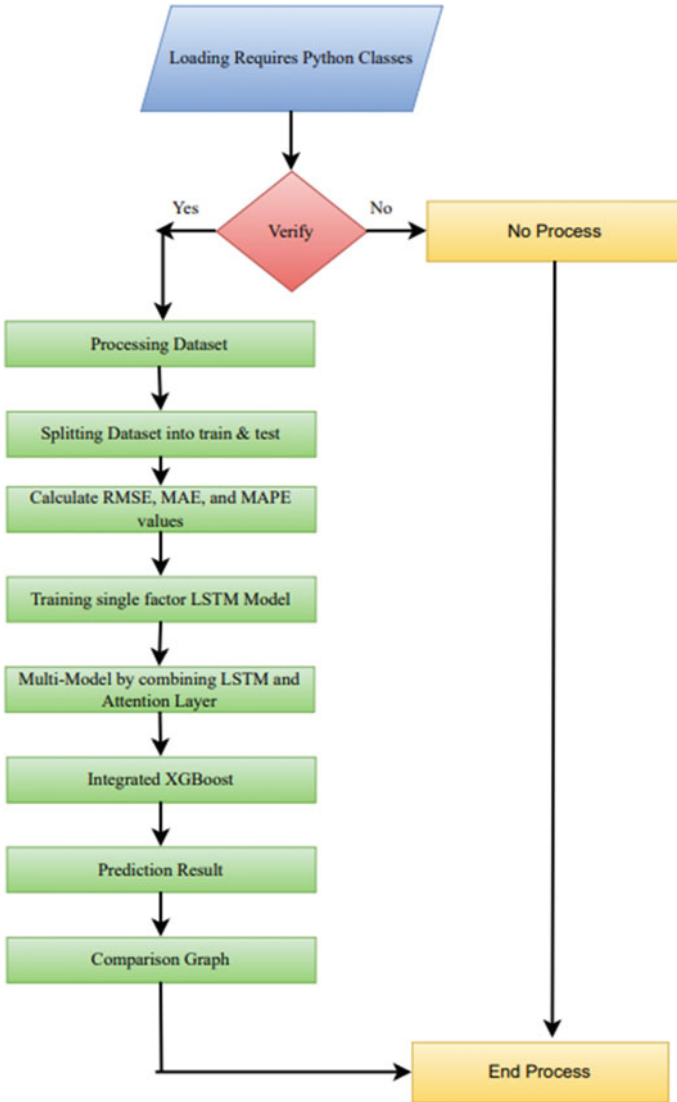 Loading Requires Python Classes
Yes
No
Verify
No Process
Processing Dataset
Splitting Dataset into train & test
Calculate RMSE, MAE, and MAPE
values
Training single factor LSTM Model
Multi-Model by combining LSTM and
Attention Layer
Integrated XGBoost
Prediction Result
Comparison Graph
End Process